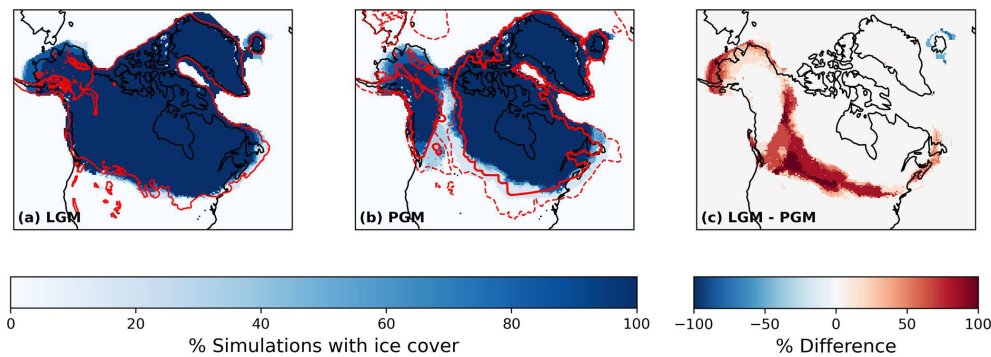 (a) LGM
(b) PGM
(c) LGM - PGM
0 20 40 60 80 100
% Simulations with ice cover
−100 −50 0 50 100
% Difference